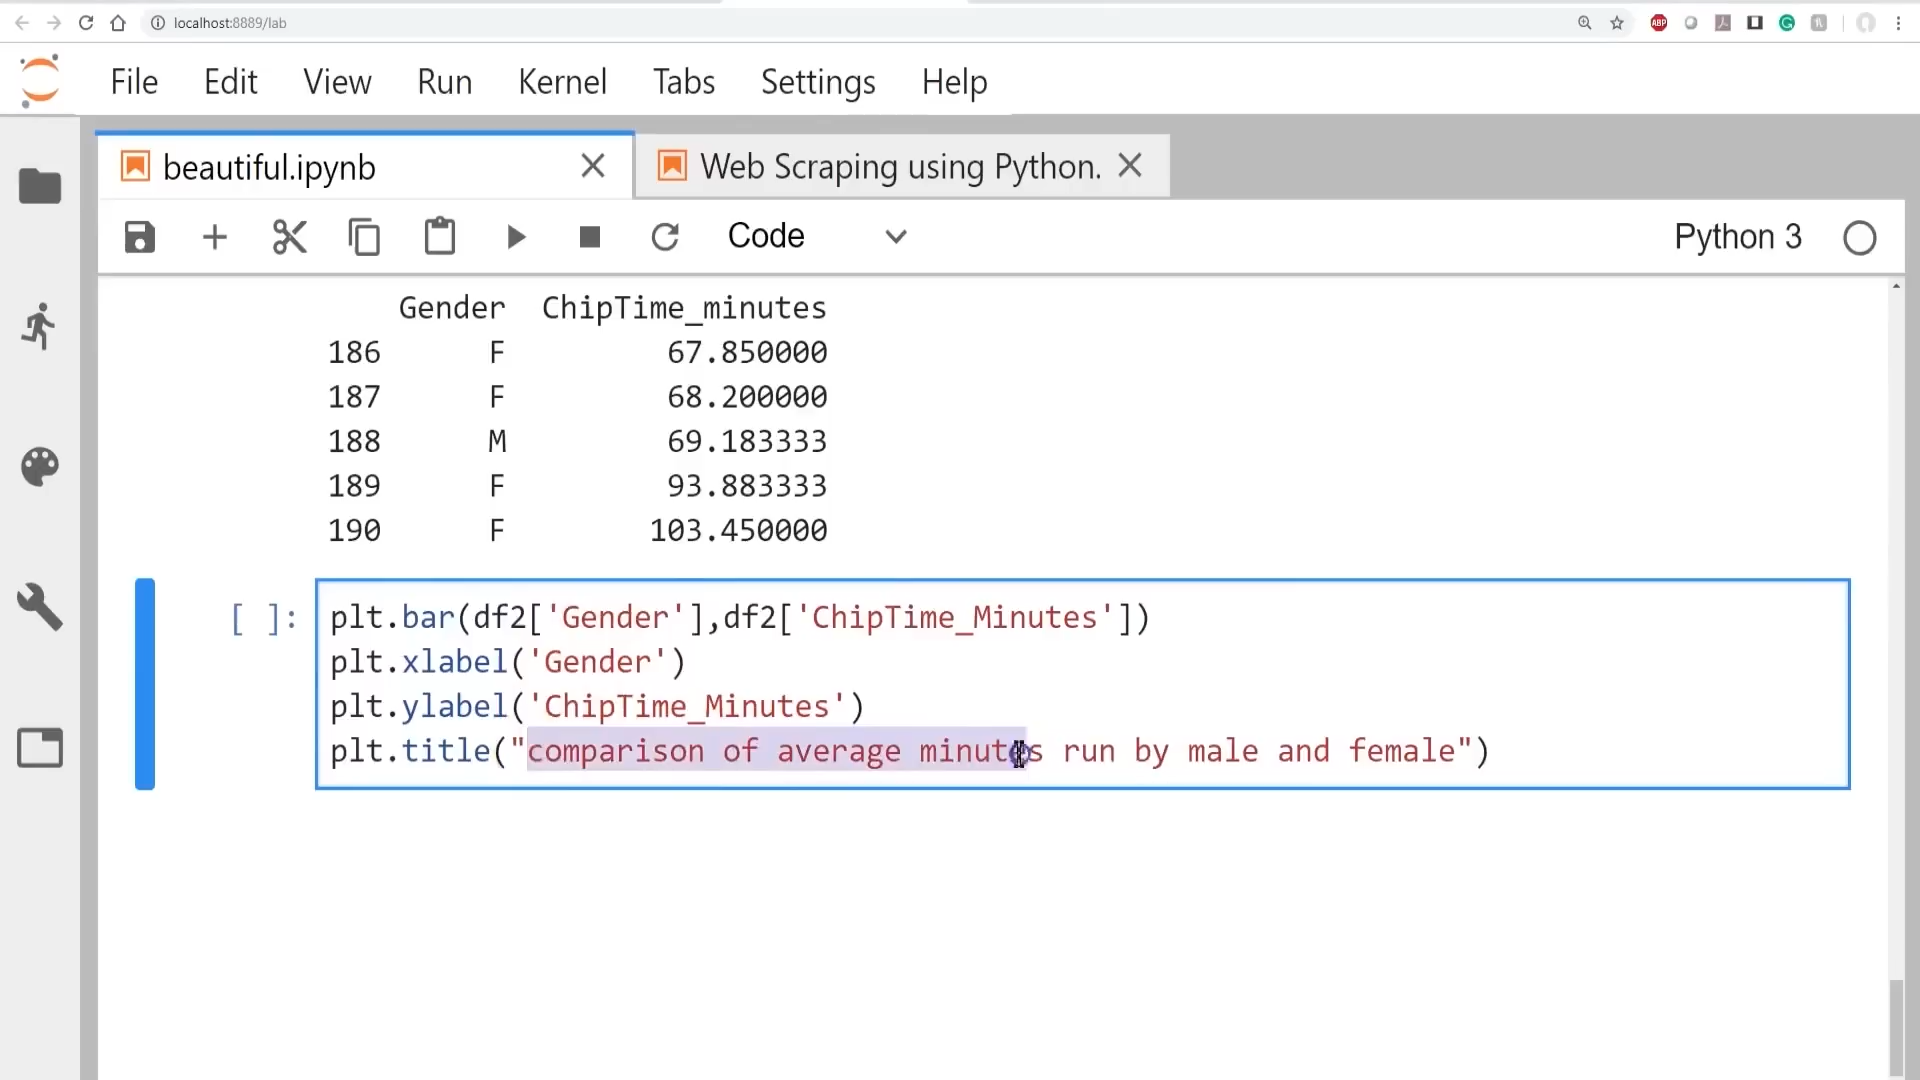 localhost:8889/lab
ABP
File Edit View Run Kernel Tabs Settings Help
beautiful.ipynb
Web Scraping using Python.
Code
Python 3
Gender ChipTime_minutes
186 F 67.850000
187 F 68.200000
188 M 69.183333
189 F 93.883333
190 F 103.450000
[ ]: plt.bar(df2['Gender'],df2['ChipTime_Minutes'])
plt.xlabel('Gender')
plt.ylabel('ChipTime_Minutes')
plt.title("comparison of average minutes run by male and female")